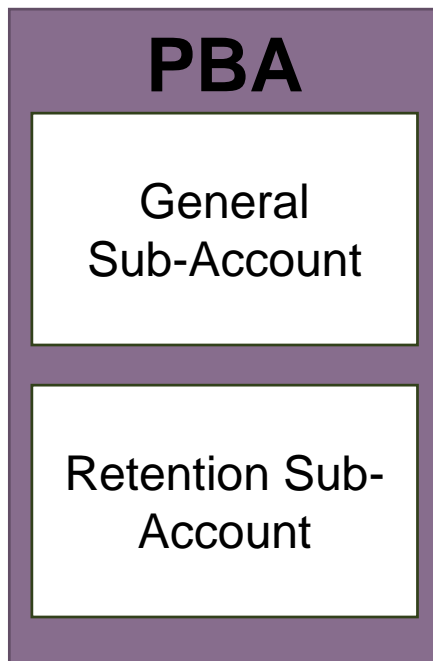 PBA
General
Sub-Account
Retention Sub-
Account